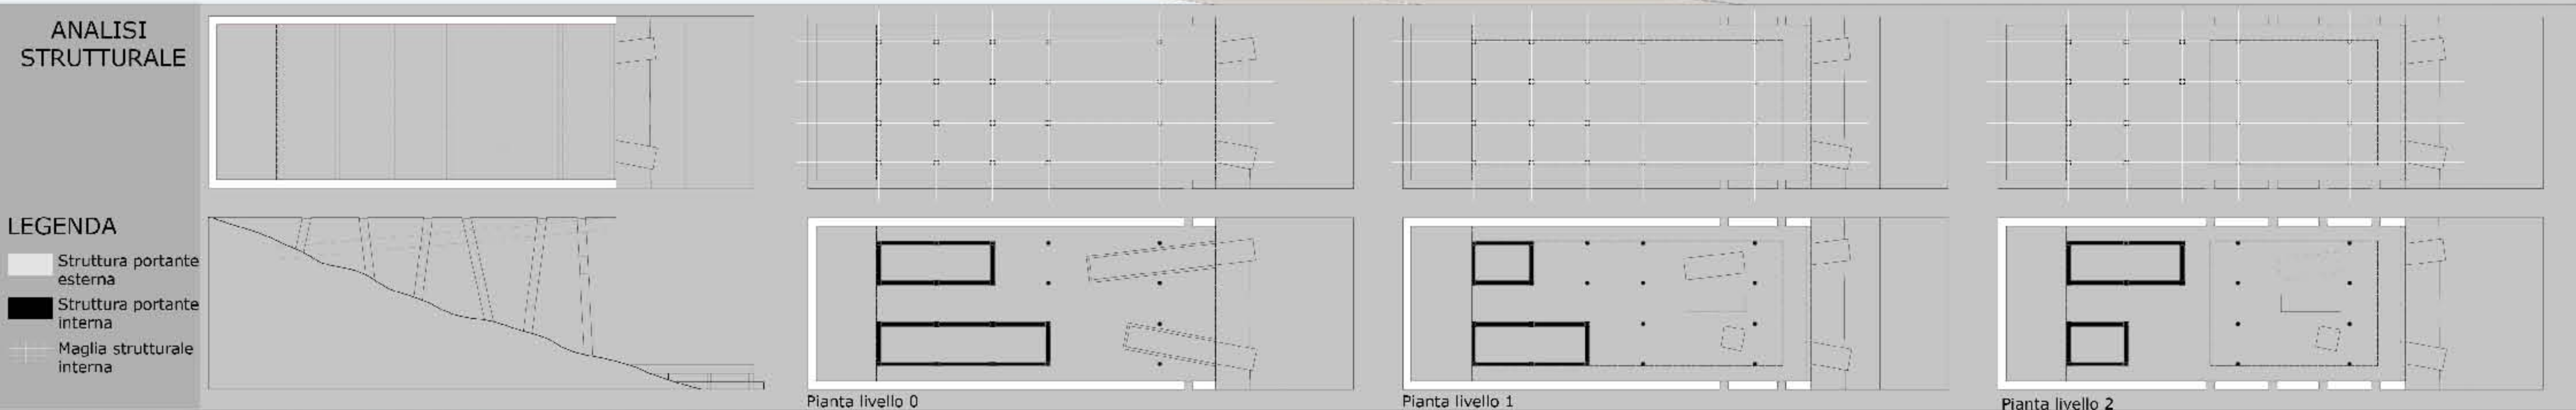 ANALISI
STRUTTURALE
LEGENDA
Struttura portante
esterna
Struttura portante
interna
Maglia strutturale
interna
Pianta livello 0
Pianta livello 1
Pianta livello 2